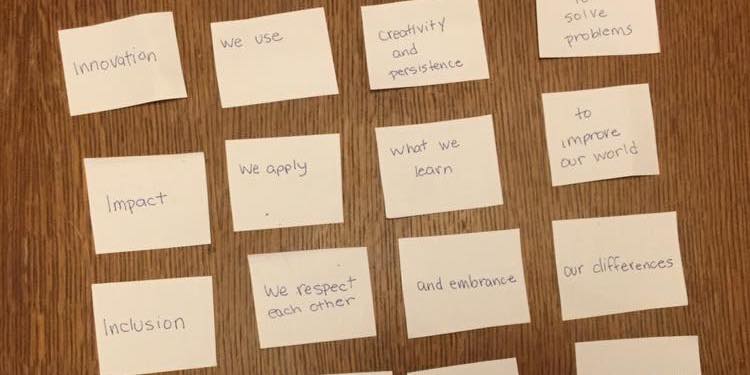 Innovation
we use
Creativity
and
persistence
to
solve
problems
Impact
We apply
what we
learn
to
improve
our world
Inclusion
We respect
each other
and embrance
our differences